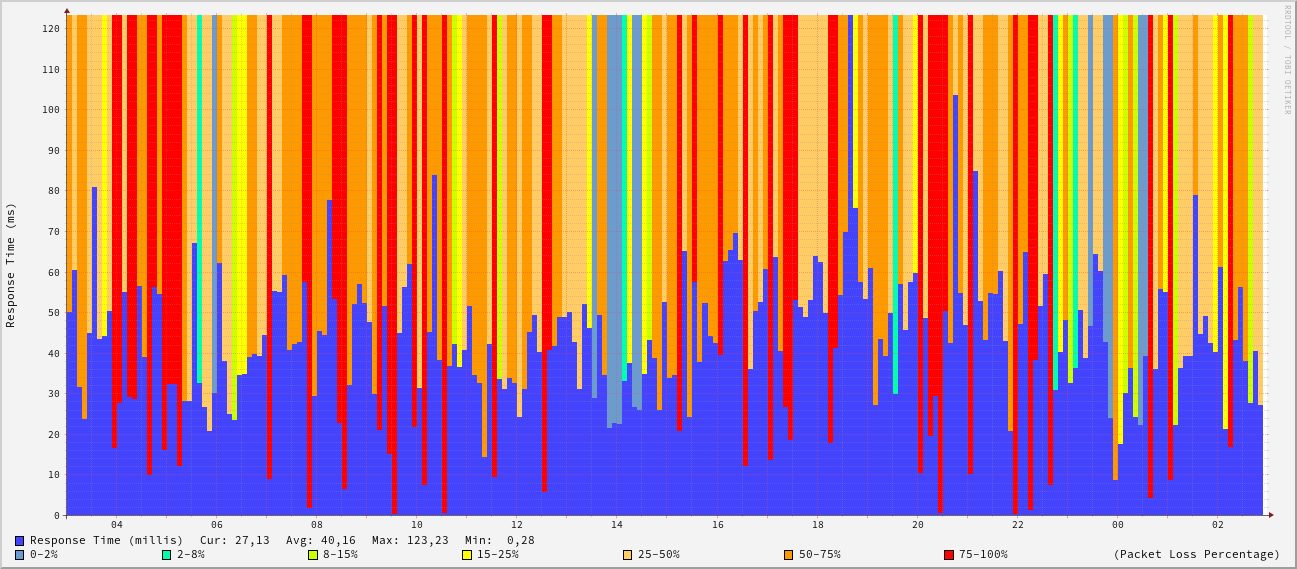 RRDTOOL / TOBI OETIKER
Response Time (ms)
120
110
100
90
80
70
60
50
40
30
20
10
0
04 06 08 10 12 14 16 18 20 22 00 02
Response Time (millis) Cur: 27,13 Avg: 40,16 Max: 123,23 Min: 0,28
0-2% 2-8% 8-15% 15-25% 25-50% 50-75% 75-100% (Packet Loss Percentage)